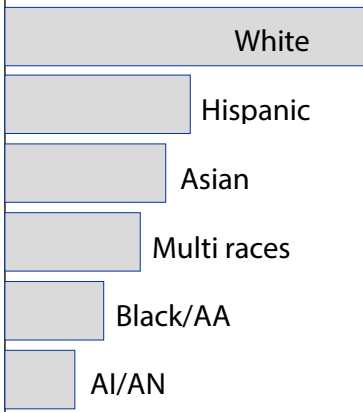 White
Hispanic
Asian
Multi races
Black/AA
AI/AN